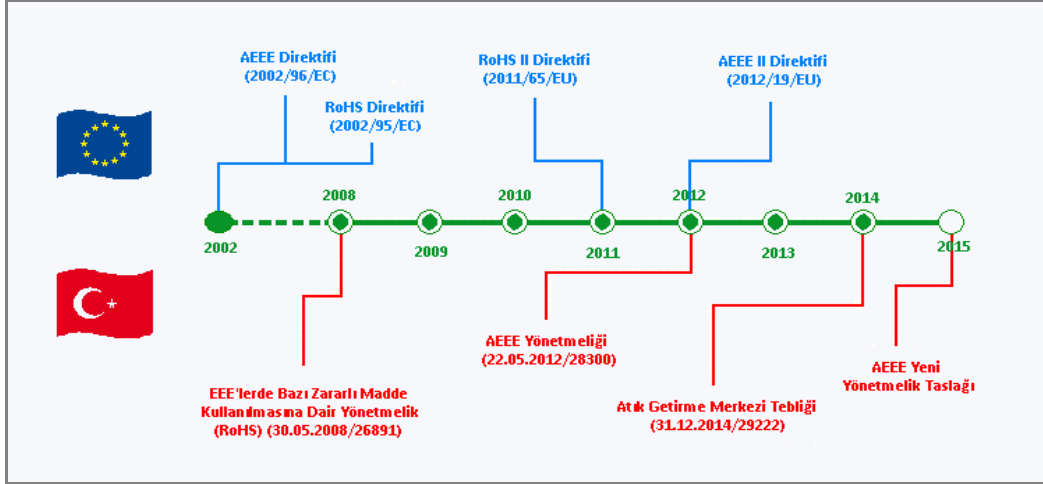 AEEE Direktifi
(2002/96/EC)
RoHS Direktifi
(2002/95/EC)
RoHS II Direktifi
(2011/65/EU)
AEEE II Direktifi
(2012/19/EU)
2002
2008
2009
2010
2011
2012
2013
2014
2015
EEE'lerde Bazı Zararlı Madde
Kullanılmasına Dair Yönetmelik
(RoHS) (30.05.2008/26891)
AEEE Yönetmeliği
(22.05.2012/28300)
Atık Getirme Merkezi Tebliği
(31.12.2014/29222)
AEEE Yeni
Yönetmelik Taslağı